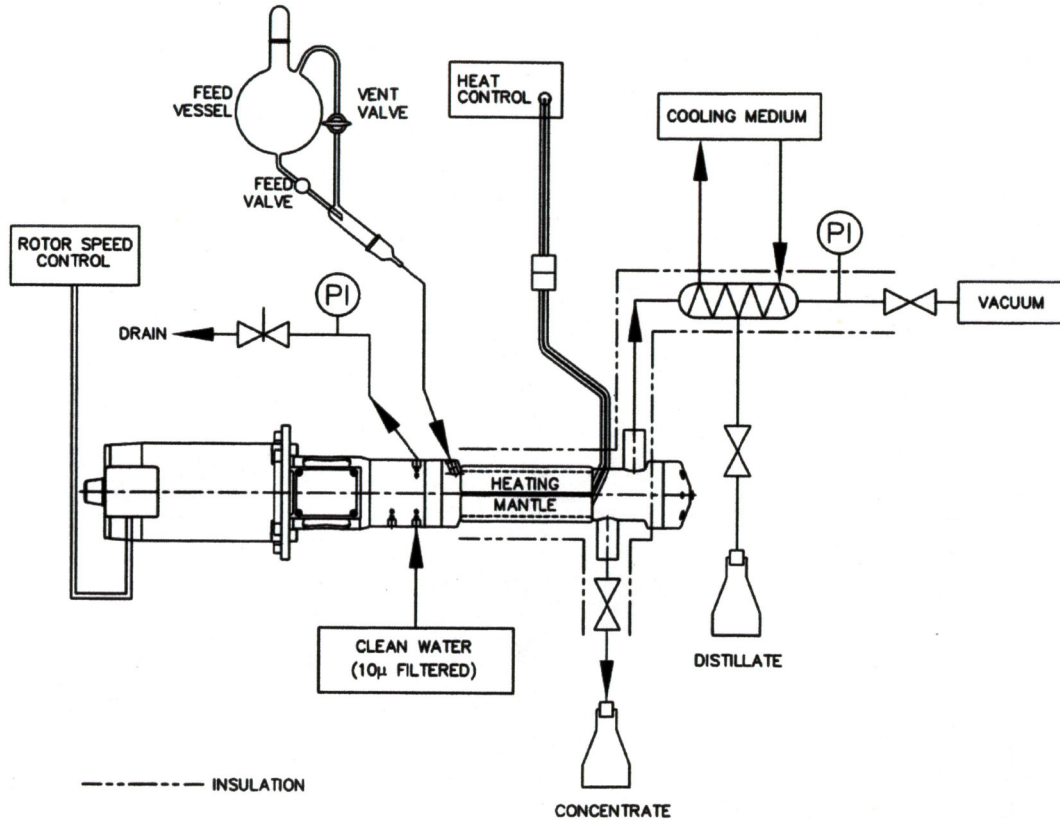 FEED
VESSEL
VENT
VALVE
HEAT
CONTROL
COOLING MEDIUM
FEED
VALVE
ROTOR SPEED
CONTROL
PI
PI
DRAIN
VACUUM
HEATING
MANTLE
CLEAN WATER
(10μ FILTERED)
DISTILLATE
INSULATION
CONCENTRATE